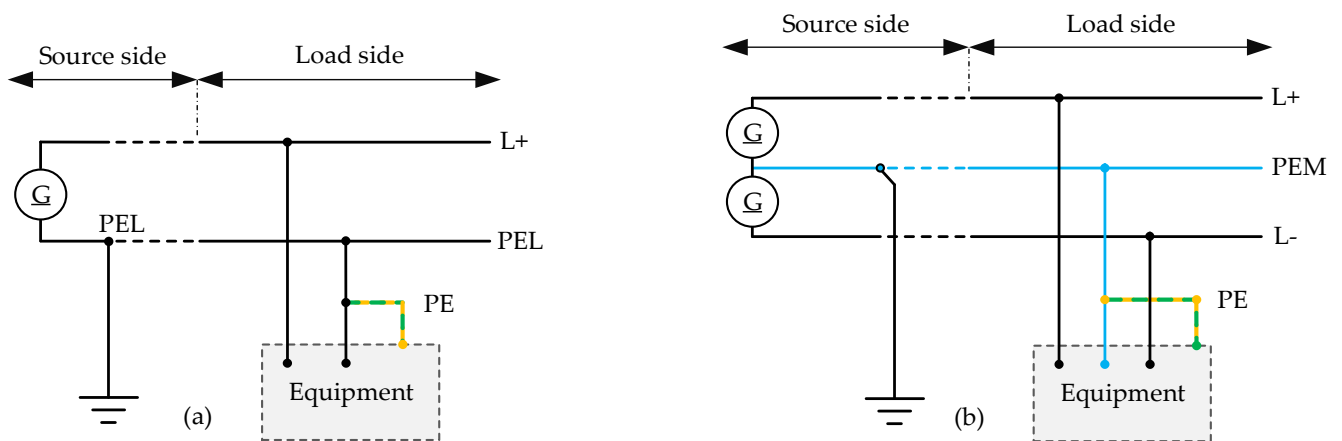 Source side
Load side
L+
G
PEL
PEL
PE
Equipment
(a)
Source side
Load side
L+
G
PEM
G
L-
PE
Equipment
(b)